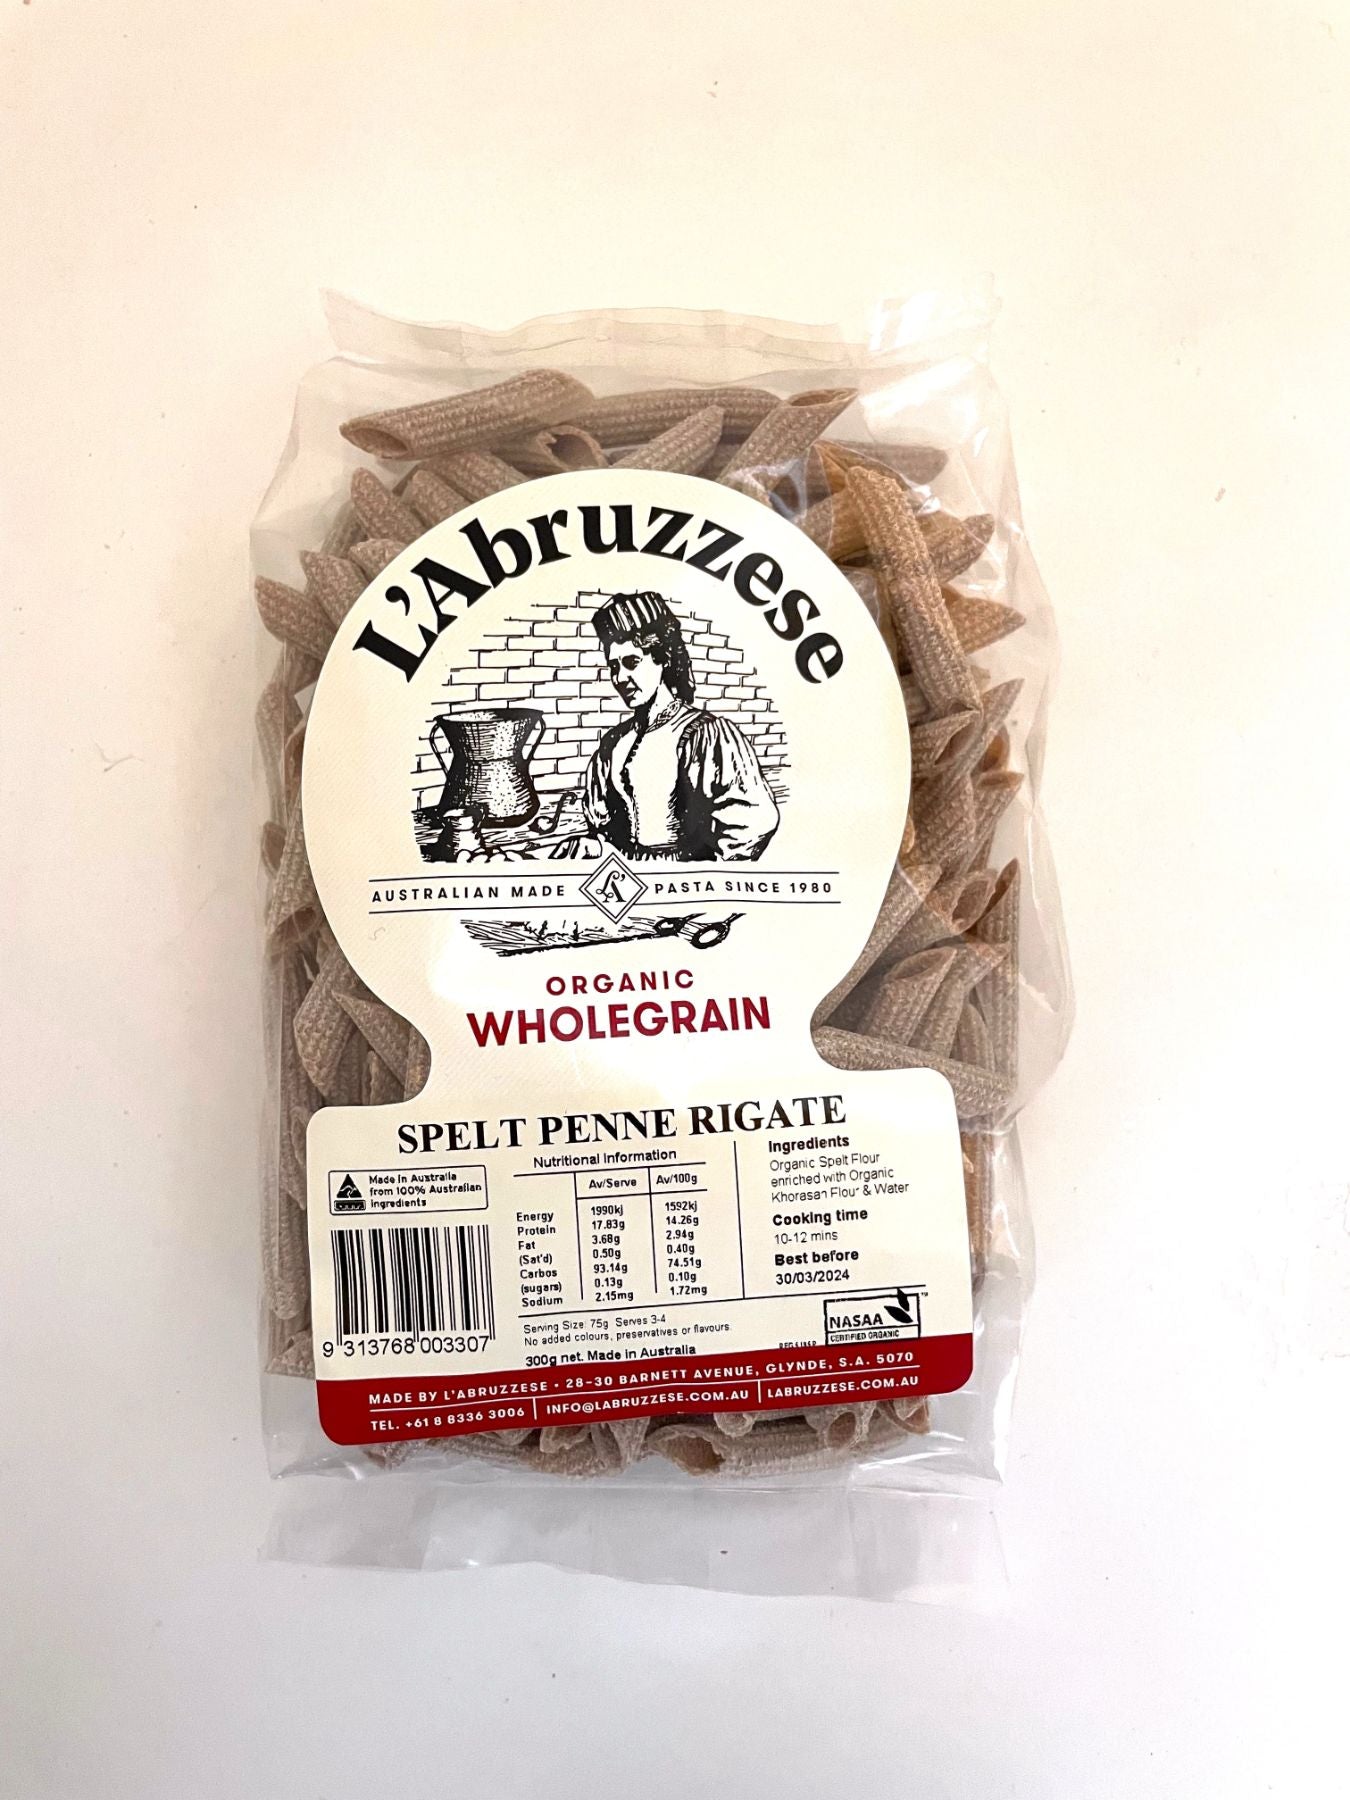 L'Abruzzese
AUSTRALIAN MADE L'A PASTA SINCE 1980
ORGANIC
WHOLEGRAIN
SPELT PENNE RIGATE
Made in Australia
from 100% Australian
ingredients
9 313768 003307
Nutritional Information
Av/Serve Av/100g
Energy 1990kj 1592kj
Protein 17.83g 14.26g
Fat 3.68g 2.94g
(Sat'd) 0.50g 0.40g
Carbos 93.14g 74.51g
(sugars) 0.13g 0.10g
Sodium 2.15mg 1.72mg
Serving Size: 75g Serves 3-4
No added colours, preservatives or flavours.
300g net. Made in Australia
Ingredients
Organic Spelt Flour
enriched with Organic
Khorasan Flour & Water
Cooking time
10-12 mins
Best before
30/03/2024
NASAA ™
CERTIFIED ORGANIC
MADE BY L'ABRUZZESE • 28-30 BARNETT AVENUE, GLYNDE, S.A. 5070
TEL. +61 8 8336 3006 | INFO@LABRUZZESE.COM.AU | LABRUZZESE.COM.AU